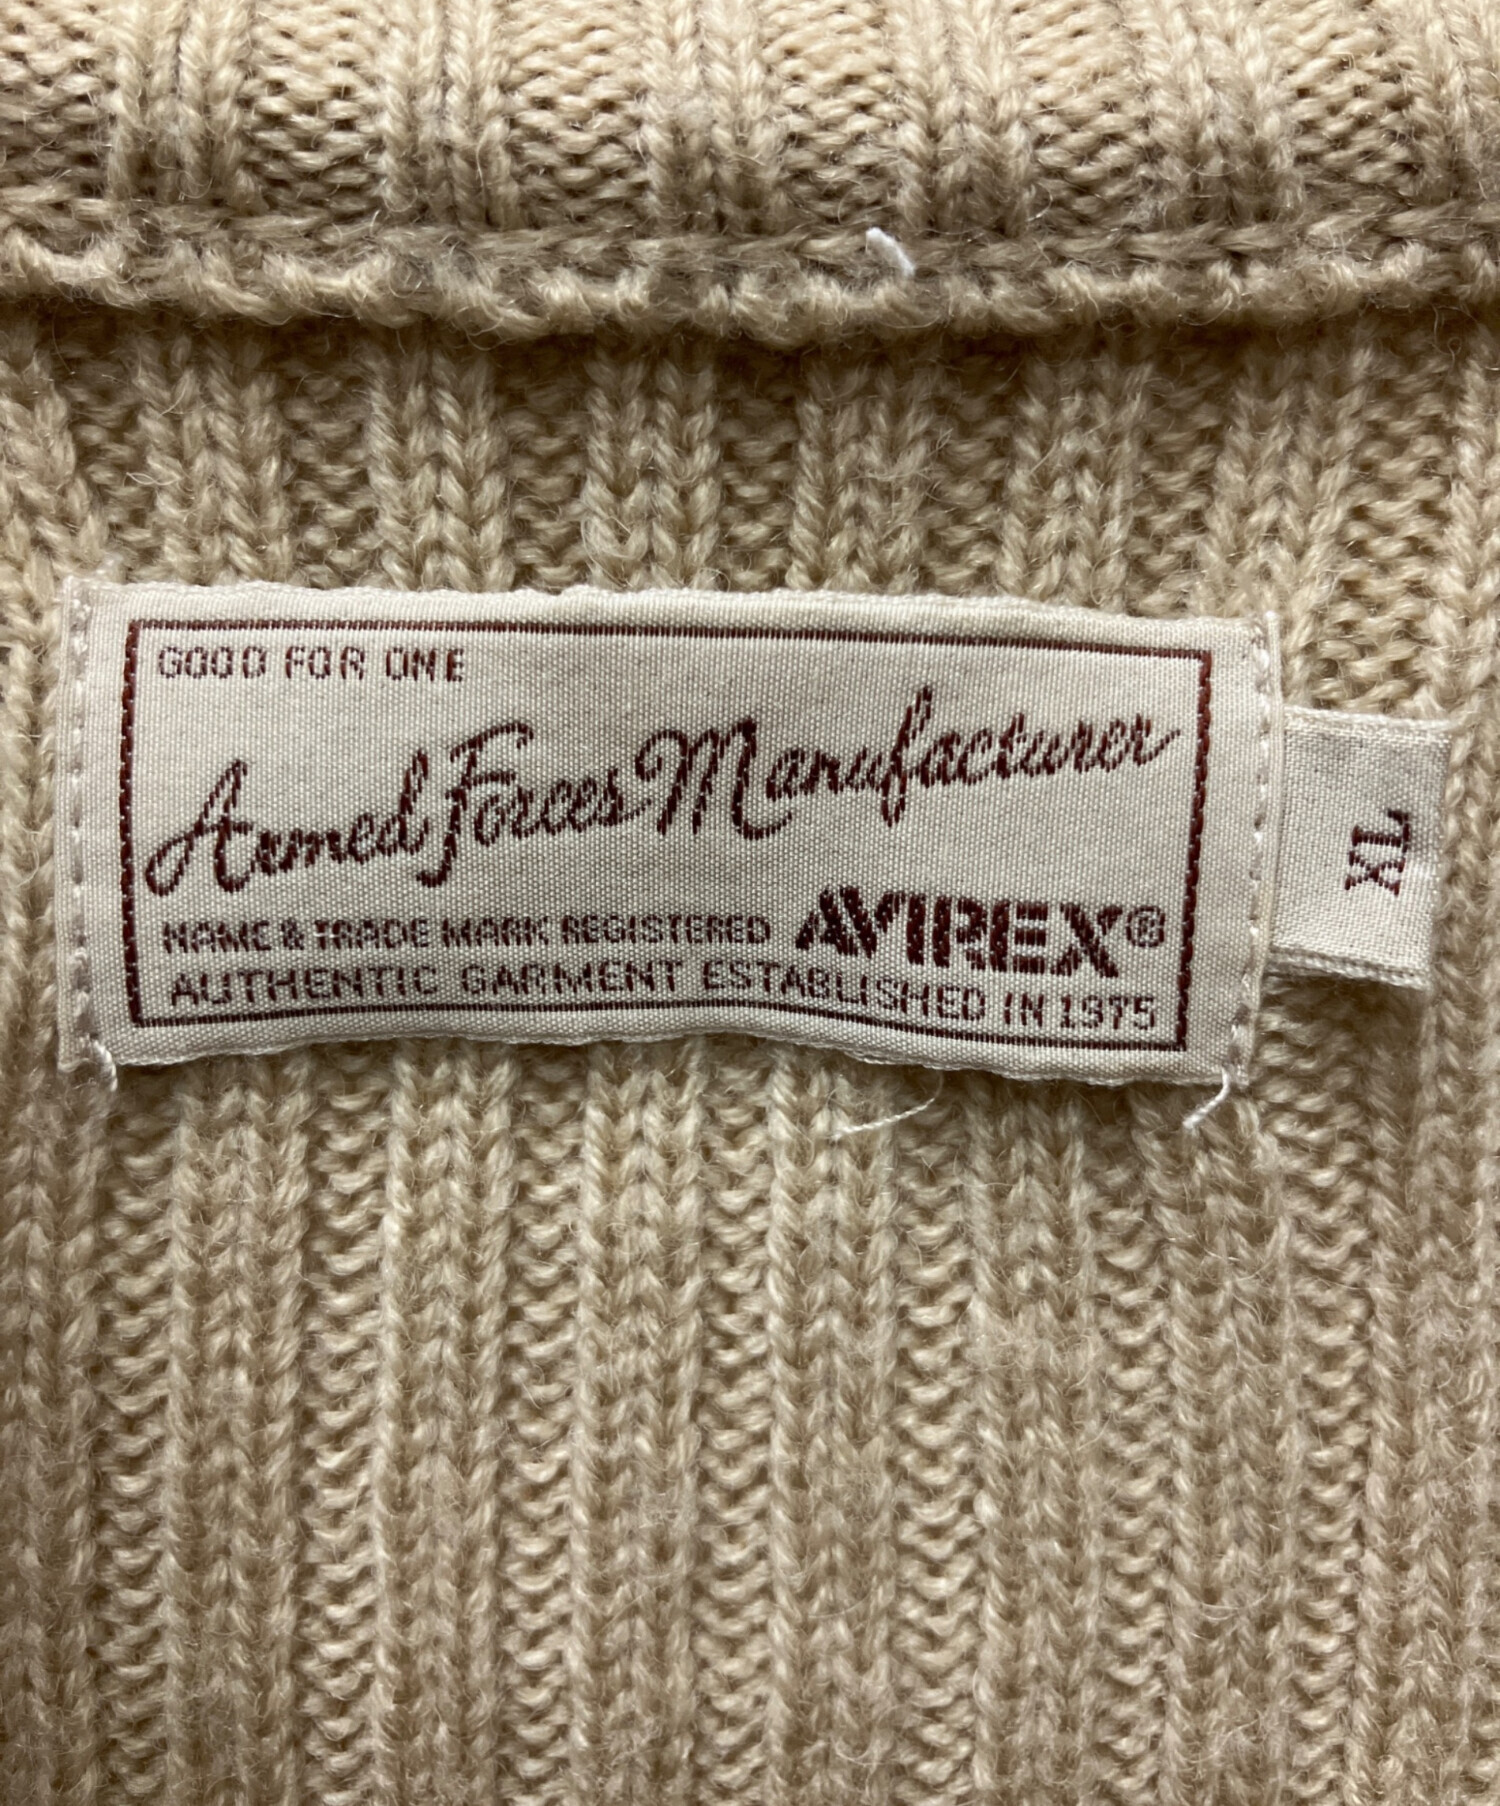 GOOD FOR ONE
Armed Forces Manufacturer
NAME & TRADE MARK REGISTERED AVIREX®
AUTHENTIC GARMENT ESTABLISHED IN 1975
XL